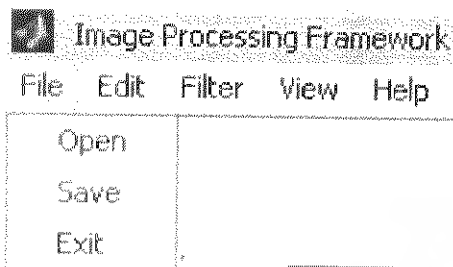 Image Processing Framework
File Edit Filter View Help
Open
Save
Exit